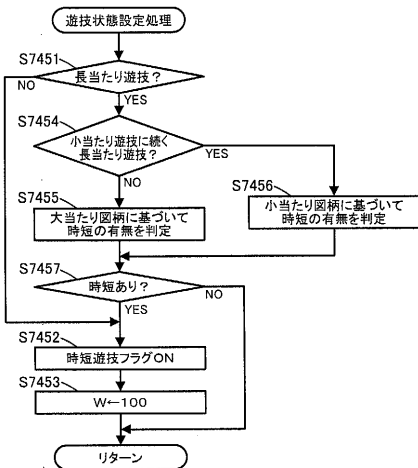 遊技状態設定処理
S7451
長当たり遊技?
NO
YES
S7454
小当たり遊技に続く
長当たり遊技?
YES
NO
S7455
大当たり図柄に基づいて
時短の有無を判定
S7456
小当たり図柄に基づいて
時短の有無を判定
S7457
時短あり?
NO
YES
S7452
時短遊技フラグON
S7453
W←100
リターン